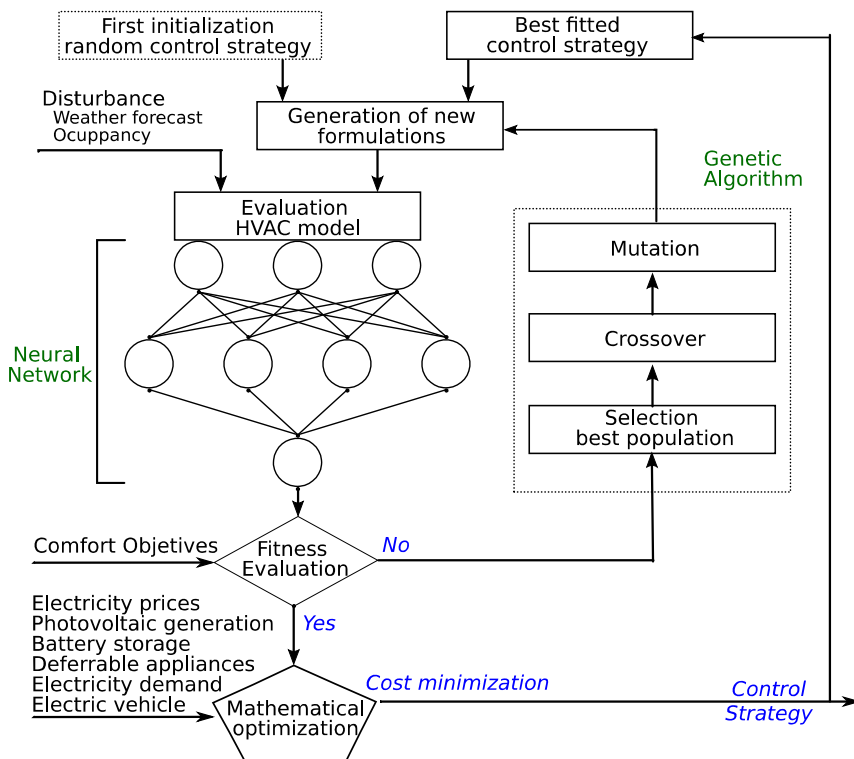 First initialization
random control strategy
Best fitted
control strategy
Disturbance
Weather forecast
Ocuppancy
Generation of new
formulations
Genetic
Algorithm
Evaluation
HVAC model
Mutation
Crossover
Neural
Network
Selection
best population
Comfort Objetives
Fitness
Evaluation
No
Yes
Electricity prices
Photovoltaic generation
Battery storage
Deferrable appliances
Electricity demand
Electric vehicle
Mathematical
optimization
Cost minimization
Control
Strategy